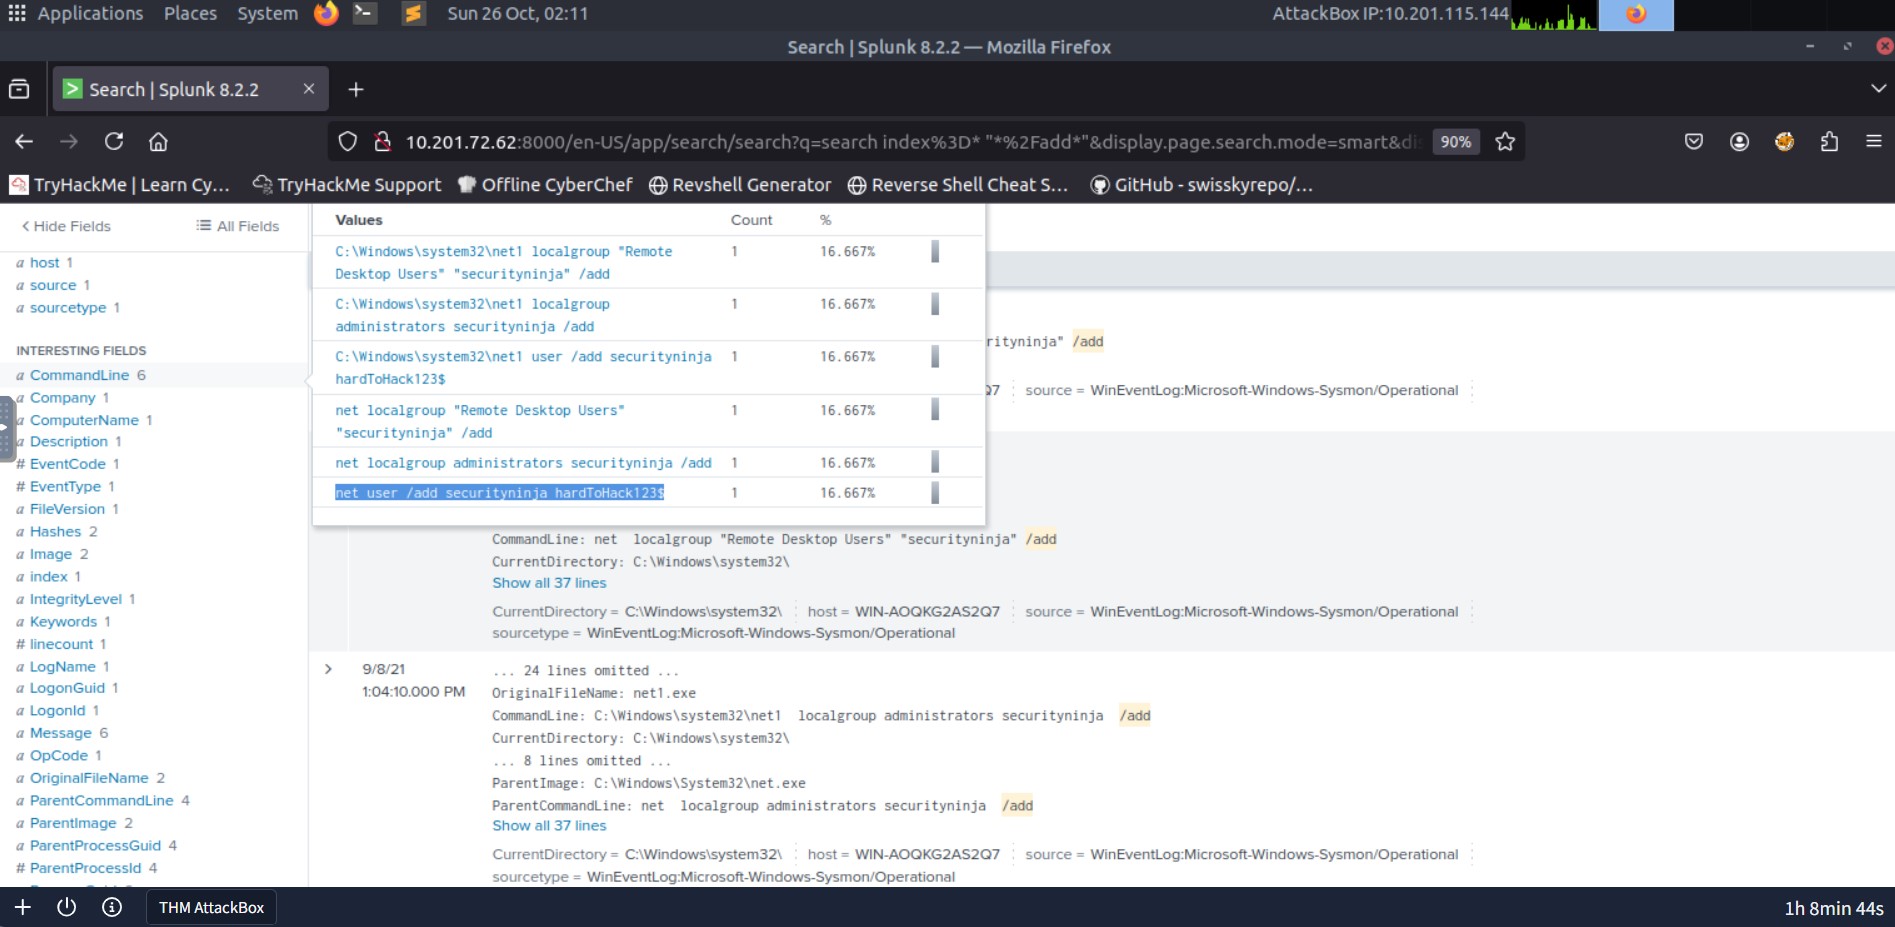 Applications Places System Sun 26 Oct, 02:11 AttackBox IP:10.201.115.144
Search | Splunk 8.2.2 — Mozilla Firefox
Search | Splunk 8.2.2
10.201.72.62:8000/en-US/app/search/search?q=search index%3D* "*%2Fadd*"&display.page.search.mode=smart&di 90%
TryHackMe | Learn Cy... TryHackMe Support Offline CyberChef Revshell Generator Reverse Shell Cheat S... GitHub - swisskyrepo/...
< Hide Fields All Fields
a host 1
a source 1
a sourcetype 1
INTERESTING FIELDS
a CommandLine 6
a Company 1
a ComputerName 1
a Description 1
# EventCode 1
# EventType 1
a FileVersion 1
a Hashes 2
a Image 2
a index 1
a IntegrityLevel 1
a Keywords 1
# linecount 1
a LogName 1
a LogonGuid 1
a LogonId 1
a Message 6
a OpCode 1
a OriginalFileName 2
a ParentCommandLine 4
a ParentImage 2
a ParentProcessGuid 4
# ParentProcessId 4
Values Count %
C:\Windows\system32\net1 localgroup "Remote 1 16.667%
Desktop Users" "securityninja" /add
C:\Windows\system32\net1 localgroup 1 16.667%
administrators securityninja /add
C:\Windows\system32\net1 user /add securityninja 1 16.667%
hardToHack123$
net localgroup "Remote Desktop Users" 1 16.667%
"securityninja" /add
net localgroup administrators securityninja /add 1 16.667%
net user /add securityninja hardToHack123$ 1 16.667%
rityninja" /add
Q7 source = WinEventLog:Microsoft-Windows-Sysmon/Operational
CommandLine: net localgroup "Remote Desktop Users" "securityninja" /add
CurrentDirectory: C:\Windows\system32\
Show all 37 lines
CurrentDirectory = C:\Windows\system32\ host = WIN-AOQKG2AS2Q7 source = WinEventLog:Microsoft-Windows-Sysmon/Operational
sourcetype = WinEventLog:Microsoft-Windows-Sysmon/Operational
9/8/21 ... 24 lines omitted ...
1:04:10.000 PM OriginalFileName: net1.exe
CommandLine: C:\Windows\system32\net1 localgroup administrators securityninja /add
CurrentDirectory: C:\Windows\system32\
... 8 lines omitted ...
ParentImage: C:\Windows\System32\net.exe
ParentCommandLine: net localgroup administrators securityninja /add
Show all 37 lines
CurrentDirectory = C:\Windows\system32\ host = WIN-AOQKG2AS2Q7 source = WinEventLog:Microsoft-Windows-Sysmon/Operational
sourcetype = WinEventLog:Microsoft-Windows-Sysmon/Operational
THM AttackBox 1h 8min 44s